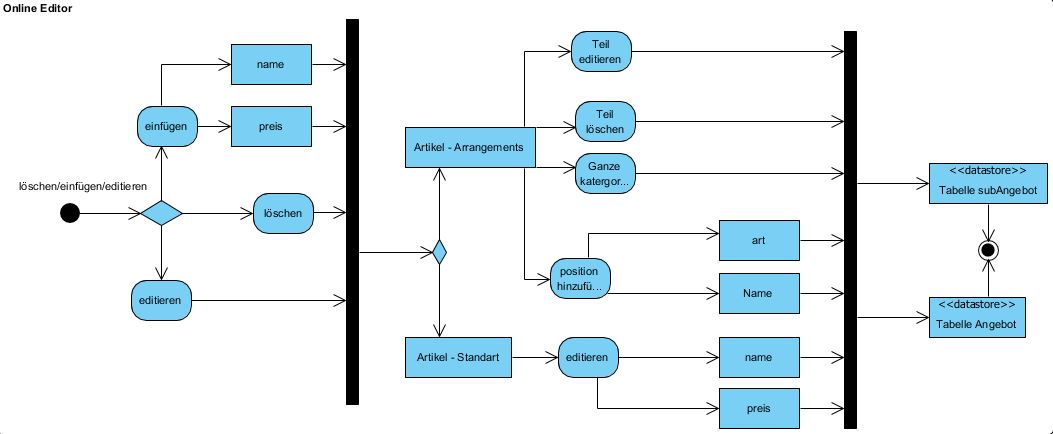 Online Editor
name
einfügen
preis
löschen/einfügen/editieren
löschen
editieren
Artikel - Arrangements
Teil
editieren
Teil
löschen
Ganze
katergor...
position
hinzufü...
art
Name
Artikel - Standart
editieren
name
preis
<<datastore>>
Tabelle subAngebot
<<datastore>>
Tabelle Angebot